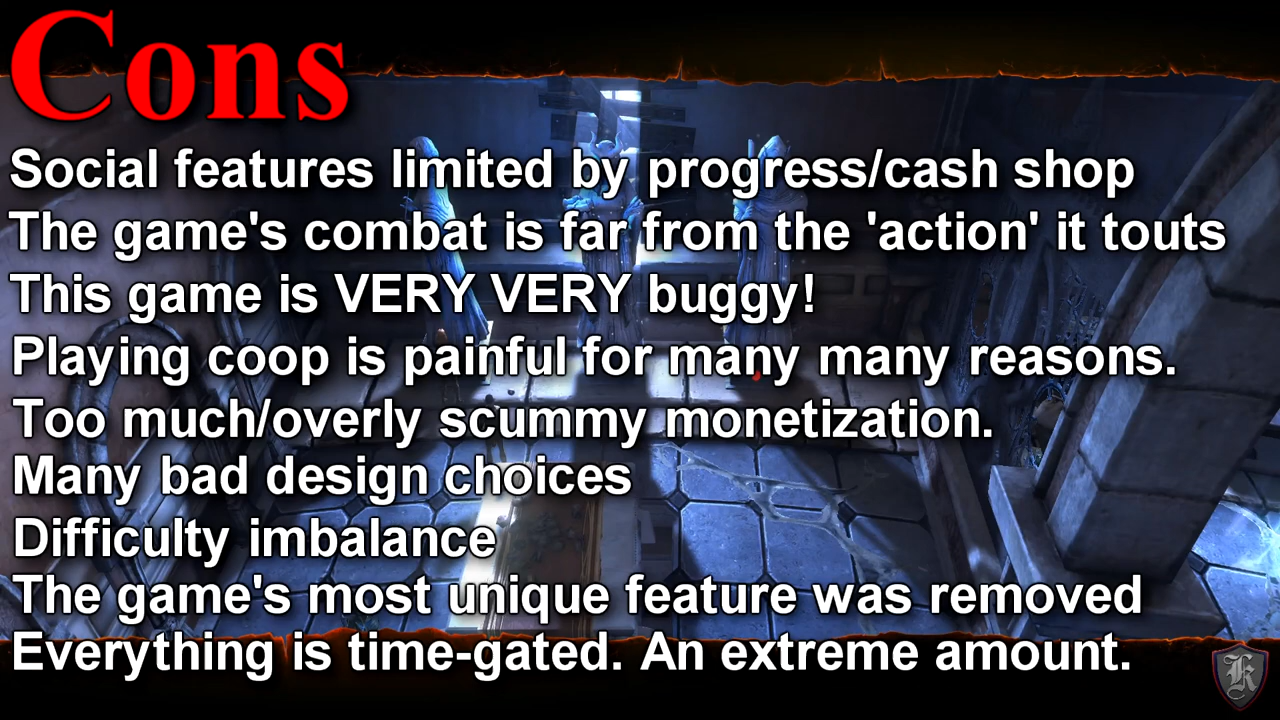 Cons
Social features limited by progress/cash shop
The game's combat is far from the 'action' it touts
This game is VERY VERY buggy!
Playing coop is painful for many many reasons.
Too much/overly scummy monetization.
Many bad design choices
Difficulty imbalance
The game's most unique feature was removed
Everything is time-gated. An extreme amount.
K